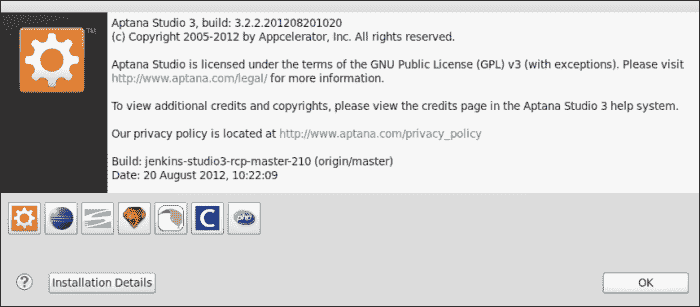 TM
Aptana Studio 3, build: 3.2.2.201208201020
(c) Copyright 2005-2012 by Appcelerator, Inc. All rights reserved.
Aptana Studio is licensed under the terms of the GNU Public License (GPL) v3 (with exceptions). Please visit
http://www.aptana.com/legal/ for more information.
To view additional credits and copyrights, please view the credits page in the Aptana Studio 3 help system.
Our privacy policy is located at http://www.aptana.com/privacy_policy
Build: jenkins-studio3-rcp-master-210 (origin/master)
Date: 20 August 2012, 10:22:09
C
php
?
Installation Details
OK